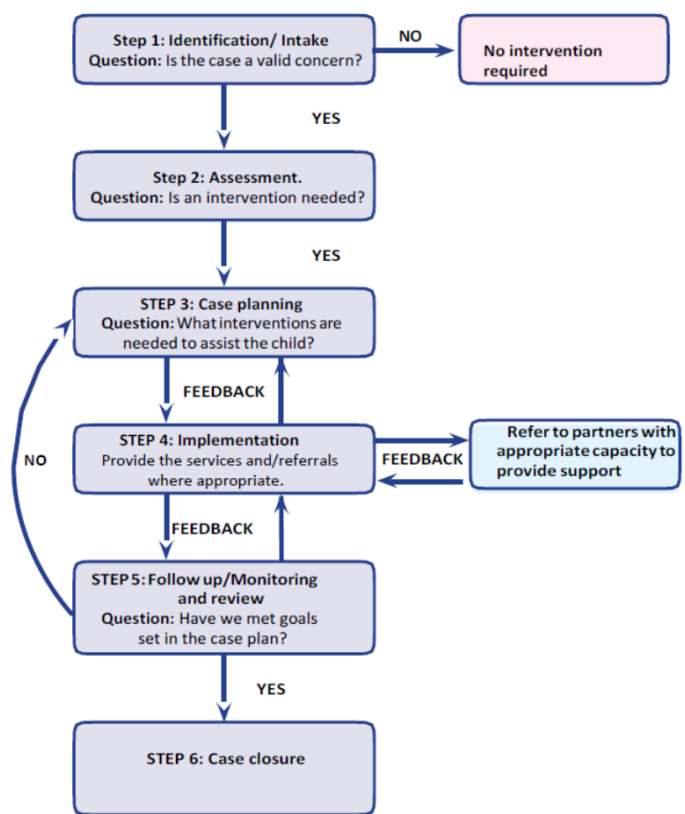 Step 1: Identification/ Intake
Question: Is the case a valid concern?
NO
No intervention
required
YES
Step 2: Assessment.
Question: Is an intervention needed?
YES
STEP 3: Case planning
Question: What interventions are
needed to assist the child?
FEEDBACK
STEP 4: Implementation
Provide the services and/referrals
where appropriate.
FEEDBACK
Refer to partners with
appropriate capacity to
provide support
NO
FEEDBACK
STEP 5: Follow up/Monitoring
and review
Question: Have we met goals
set in the case plan?
YES
STEP 6: Case closure